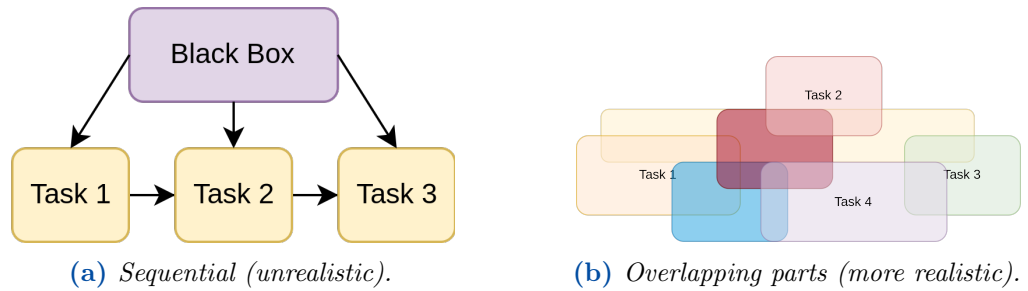 Black Box
Task 1
Task 2
Task 3
(a) Sequential (unrealistic).
Task 2
Task 1
Task 3
Task 4
(b) Overlapping parts (more realistic).